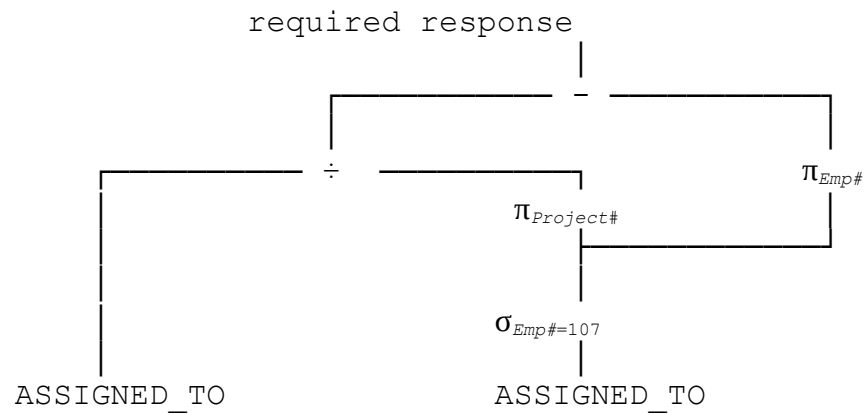 required response
−
÷ π_Emp#
π_Project#
σ_Emp#=107
ASSIGNED_TO ASSIGNED_TO